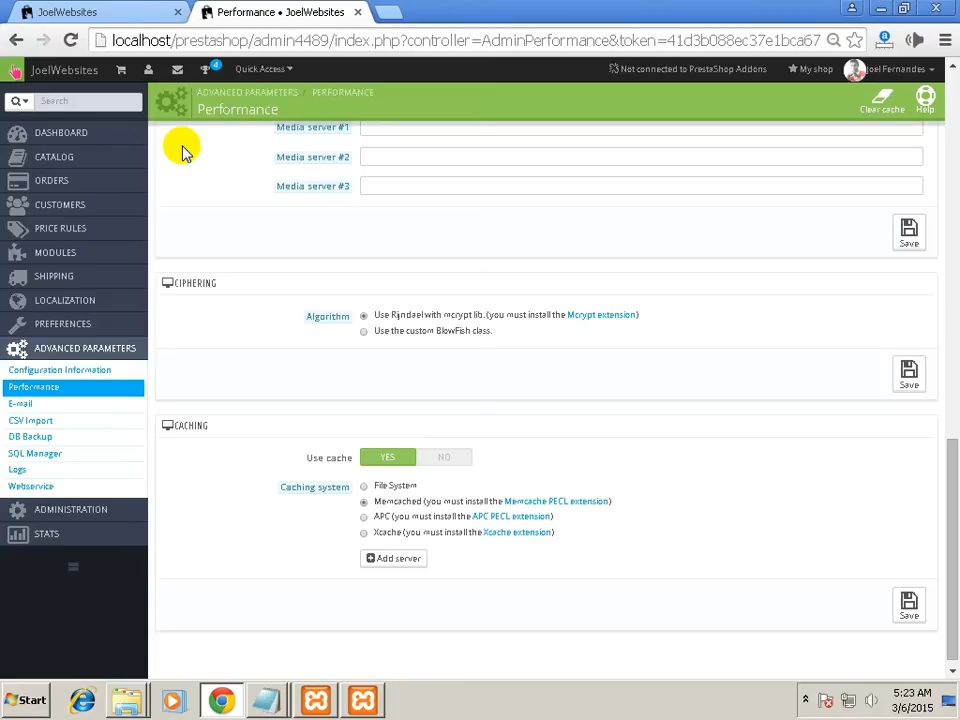 JoelWebsites
Performance • JoelWebsites
localhost/prestashop/admin4489/index.php?controller=AdminPerformance&token=41d3b088ec37e1bca67
JoelWebsites
4
Quick Access
Not connected to PrestaShop Addons
My shop
Joel Fernandes
Search
ADVANCED PARAMETERS / PERFORMANCE
Performance
Clear cache
Help
DASHBOARD
CATALOG
ORDERS
CUSTOMERS
PRICE RULES
MODULES
SHIPPING
LOCALIZATION
PREFERENCES
ADVANCED PARAMETERS
Configuration Information
Performance
E-mail
CSV Import
DB Backup
SQL Manager
Logs
Webservice
ADMINISTRATION
STATS
Media server #1
Media server #2
Media server #3
Save
CIPHERING
Algorithm
Use Rijndael with mcrypt lib. (you must install the Mcrypt extension)
Use the custom BlowFish class.
Save
CACHING
Use cache
YES
NO
Caching system
File System
Memcached (you must install the Memcache PECL extension)
APC (you must install the APC PECL extension)
Xcache (you must install the Xcache extension)
Add server
Save
Start
5:23 AM
3/6/2015